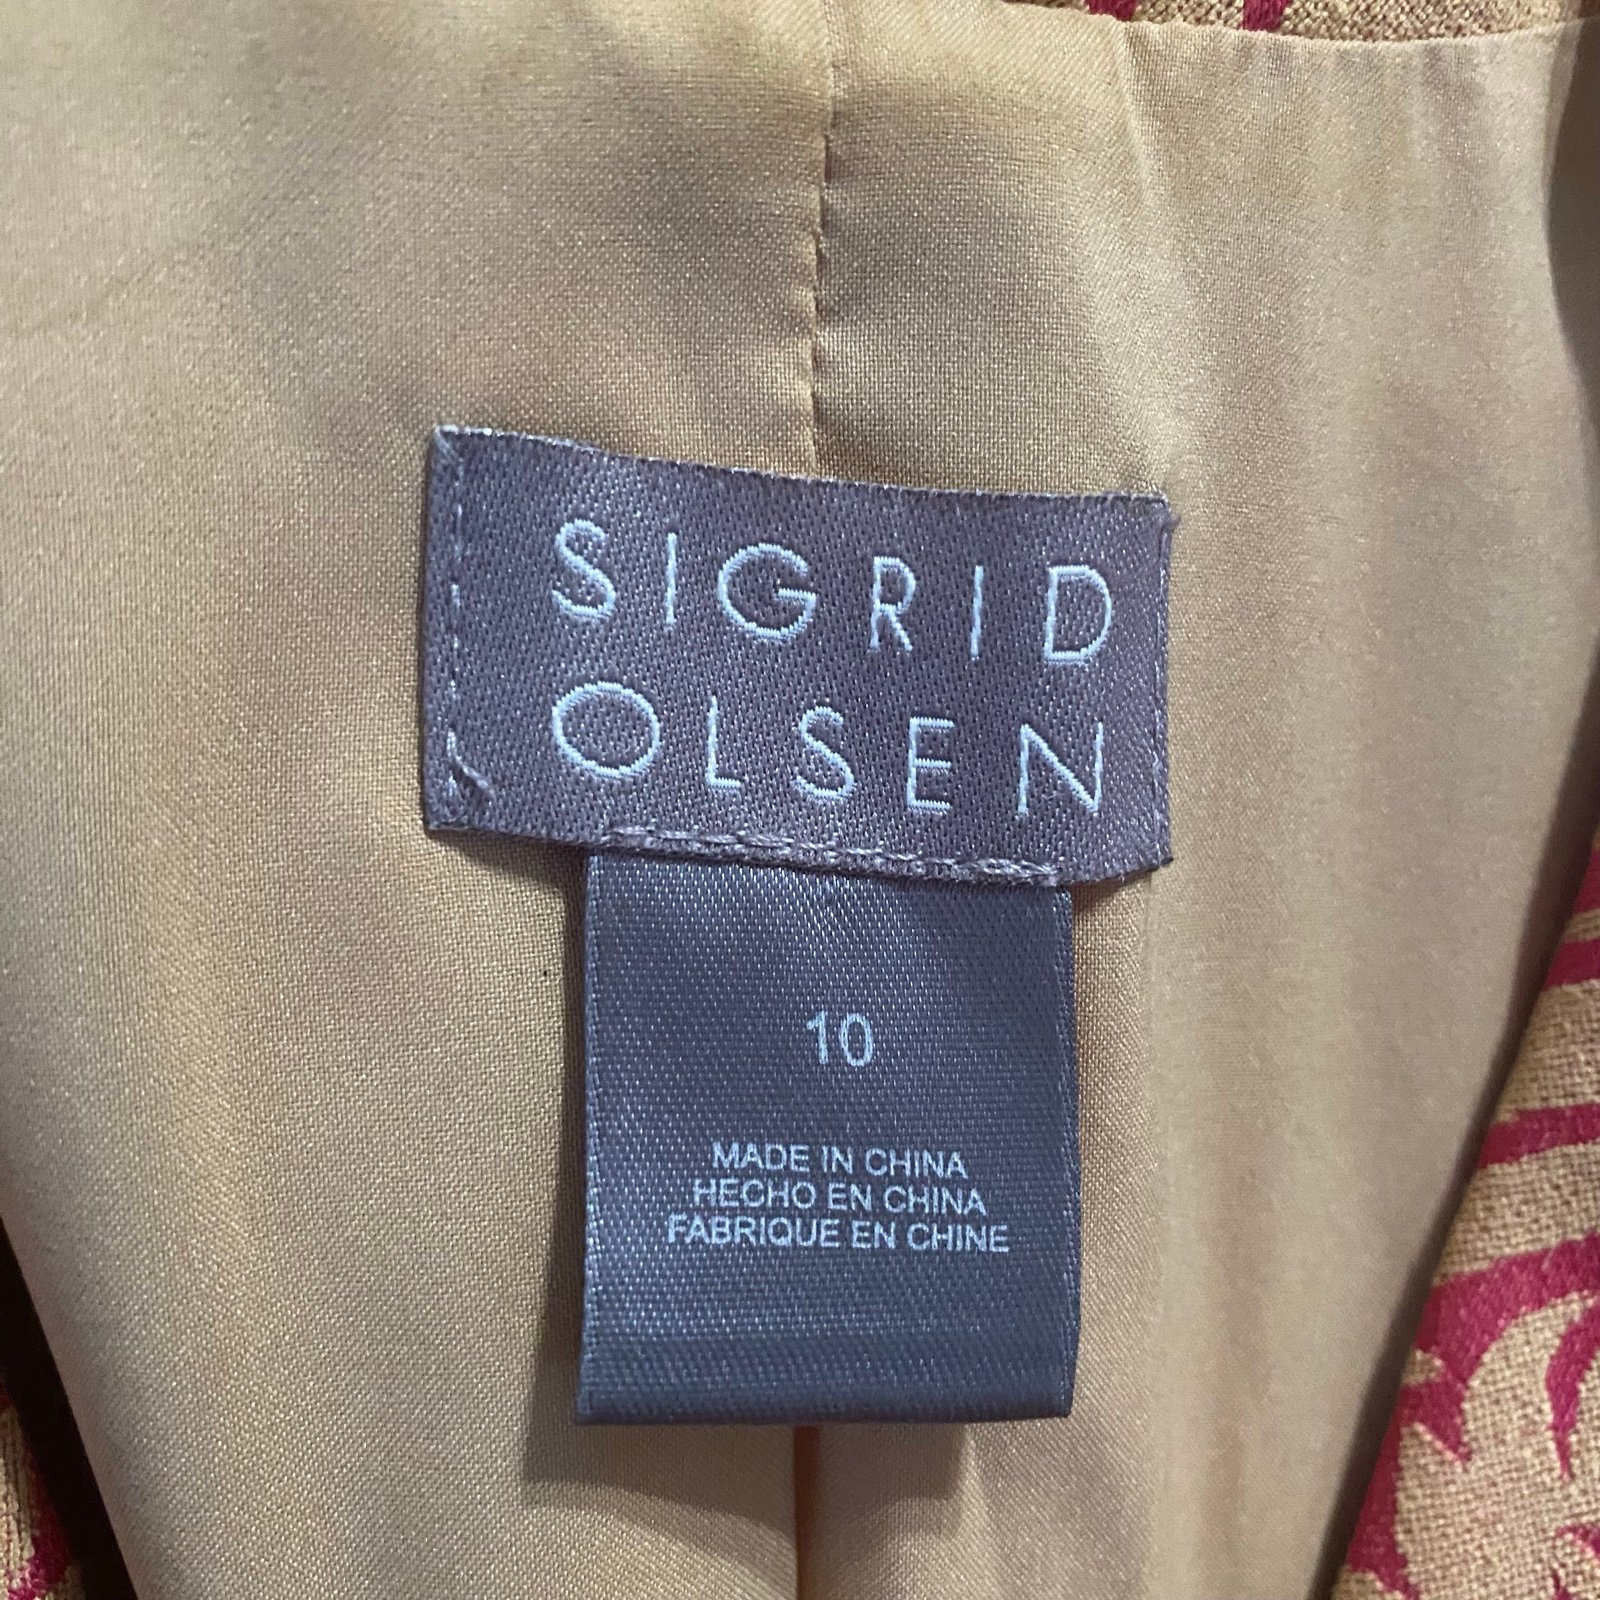 SIGRID
OLSEN
10
MADE IN CHINA
HECHO EN CHINA
FABRIQUE EN CHINE